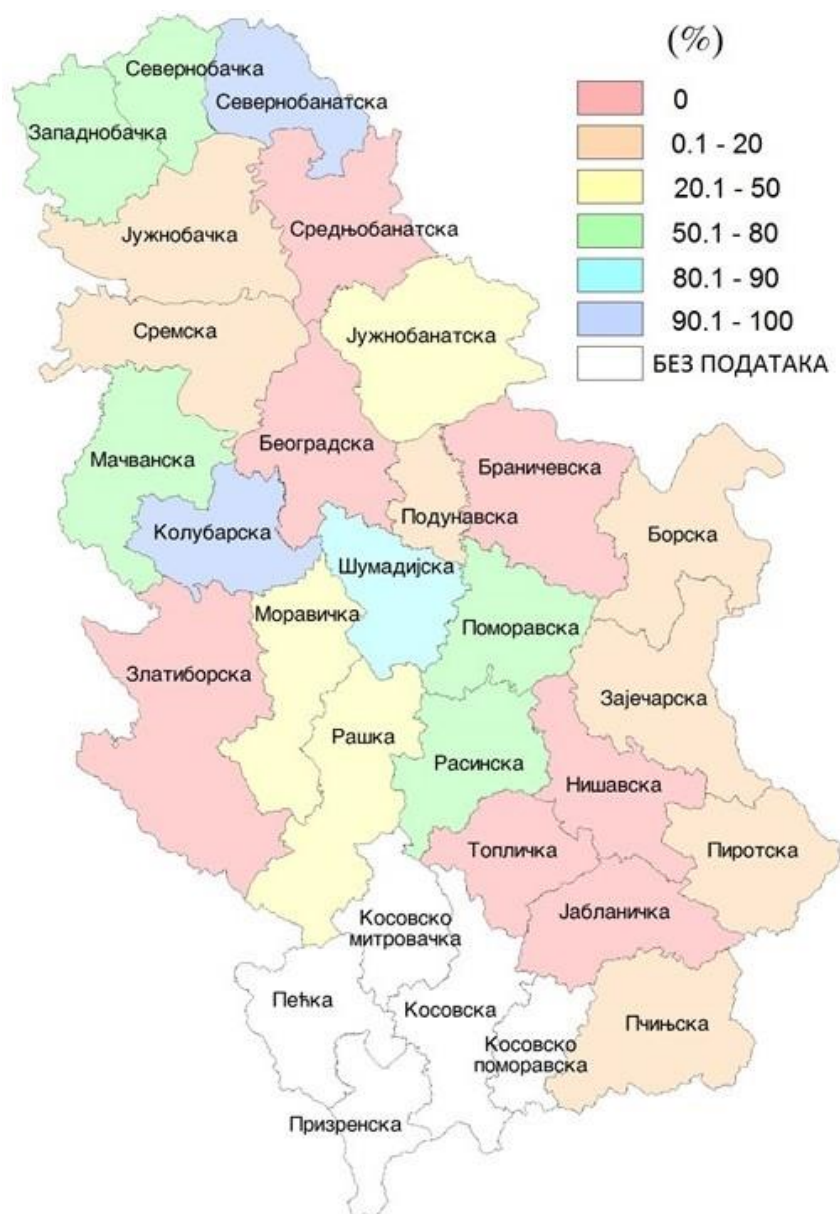 (%)
0
0.1 - 20
20.1 - 50
50.1 - 80
80.1 - 90
90.1 - 100
БЕЗ ПОДАТАКА
Севернобачка
Севернобанатска
Западнобачка
Јужнобачка
Средњобанатска
Сремска
Јужнобанатска
Мачванска
Београдска
Браничевска
Подунавска
Колубарска
Борска
Шумадијска
Моравичка
Поморавска
Златиборска
Зајечарска
Рашка
Расинска
Нишавска
Топличка
Пиротска
Јабланичка
Косовско
митровачка
Пећка
Косовска
Косовско
поморавска
Пчињска
Призренска